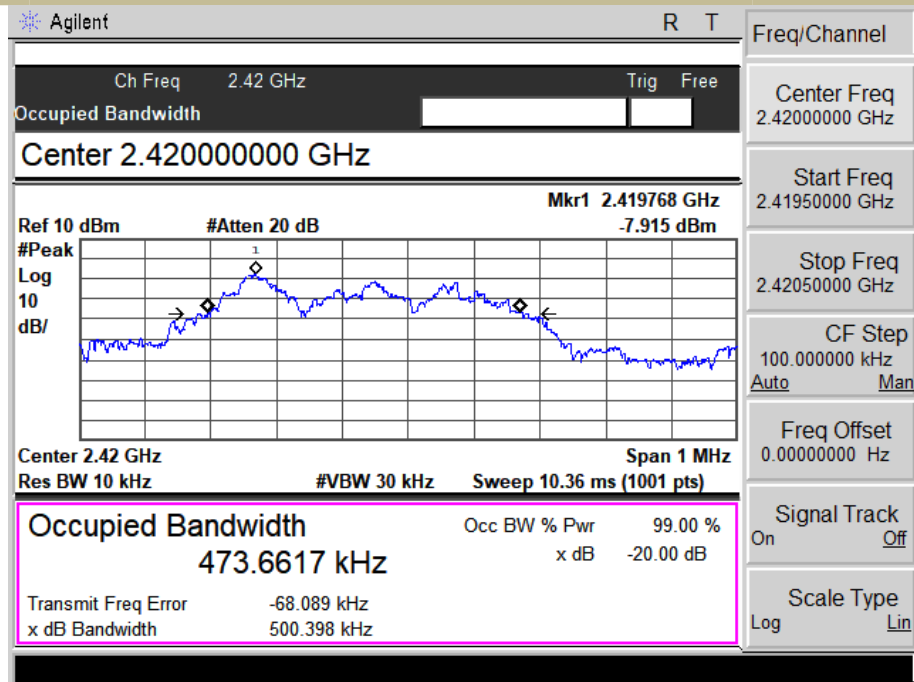 Agilent R T
Ch Freq 2.42 GHz Trig Free
Occupied Bandwidth
Center 2.420000000 GHz
Mkr1 2.419768 GHz
Ref 10 dBm #Atten 20 dB -7.915 dBm
#Peak
Log
10
dB/
1
Center 2.42 GHz Span 1 MHz
Res BW 10 kHz #VBW 30 kHz Sweep 10.36 ms (1001 pts)
Occupied Bandwidth
473.6617 kHz
Occ BW % Pwr 99.00 %
x dB -20.00 dB
Transmit Freq Error -68.089 kHz
x dB Bandwidth 500.398 kHz
Freq/Channel
Center Freq
2.42000000 GHz
Start Freq
2.41950000 GHz
Stop Freq
2.42050000 GHz
CF Step
100.000000 kHz
Auto Man
Freq Offset
0.00000000 Hz
Signal Track
On Off
Scale Type
Log Lin